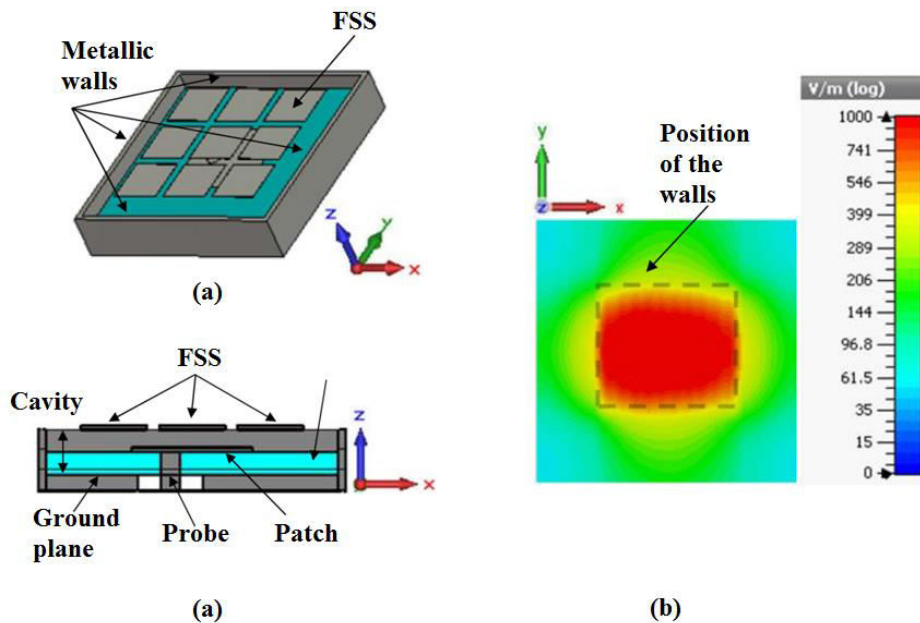 FSS
Metallic
walls
z
y
x
(a)
FSS
Cavity
z
x
Ground
plane
Probe
Patch
(a)
Position
of the
walls
y
z
x
V/m (log)
1000
741
546
399
289
206
144
96.8
61.5
35
15
0
(b)